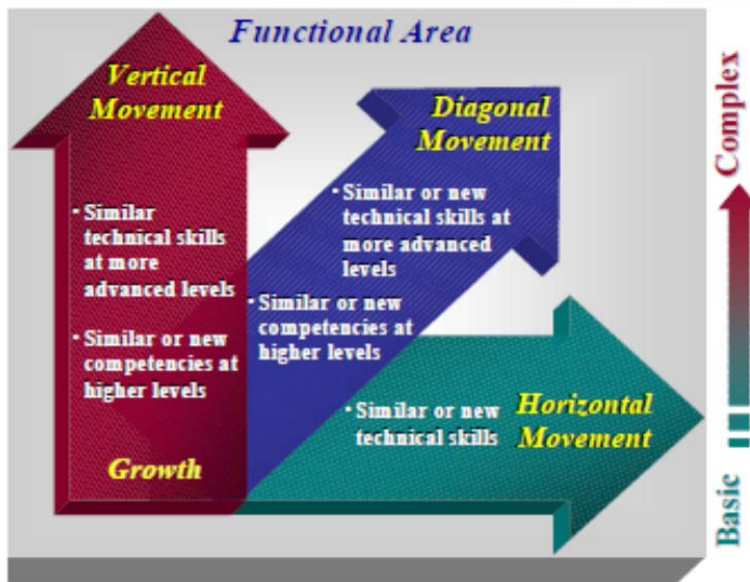 Functional Area
Vertical
Movement
• Similar
technical skills
at more
advanced levels
• Similar or new
competencies at
higher levels
Growth
Diagonal
Movement
• Similar or new
technical skills at
more advanced
levels
• Similar or new
competencies at
higher levels
• Similar or new
technical skills
Horizontal
Movement
Complex
Basic